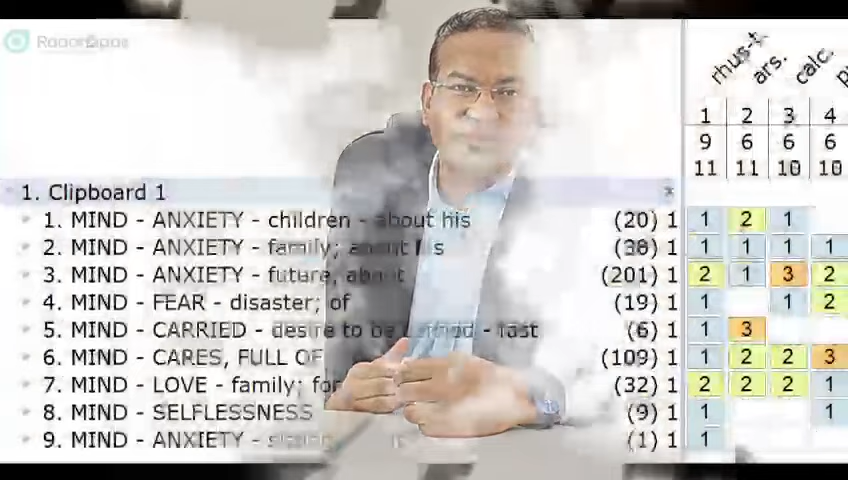 RadarOpus
rhus-t. ars. calc.
1 2 3 4
9 6 6 6
11 11 10 10
1. Clipboard 1
1. MIND - ANXIETY - children - about his (20) 1 1 2 1
2. MIND - ANXIETY - family; about his (38) 1 1 1 1 1
3. MIND - ANXIETY - future, about (201) 1 2 1 3 2
4. MIND - FEAR - disaster; of (19) 1 1 1 2
5. MIND - CARRIED - desire to be carried - fast (6) 1 1 3
6. MIND - CARES, FULL OF (109) 1 1 2 2 3
7. MIND - LOVE - family; for (32) 1 2 2 2 1
8. MIND - SELFLESSNESS (9) 1 1 1
9. MIND - ANXIETY - (1) 1 1